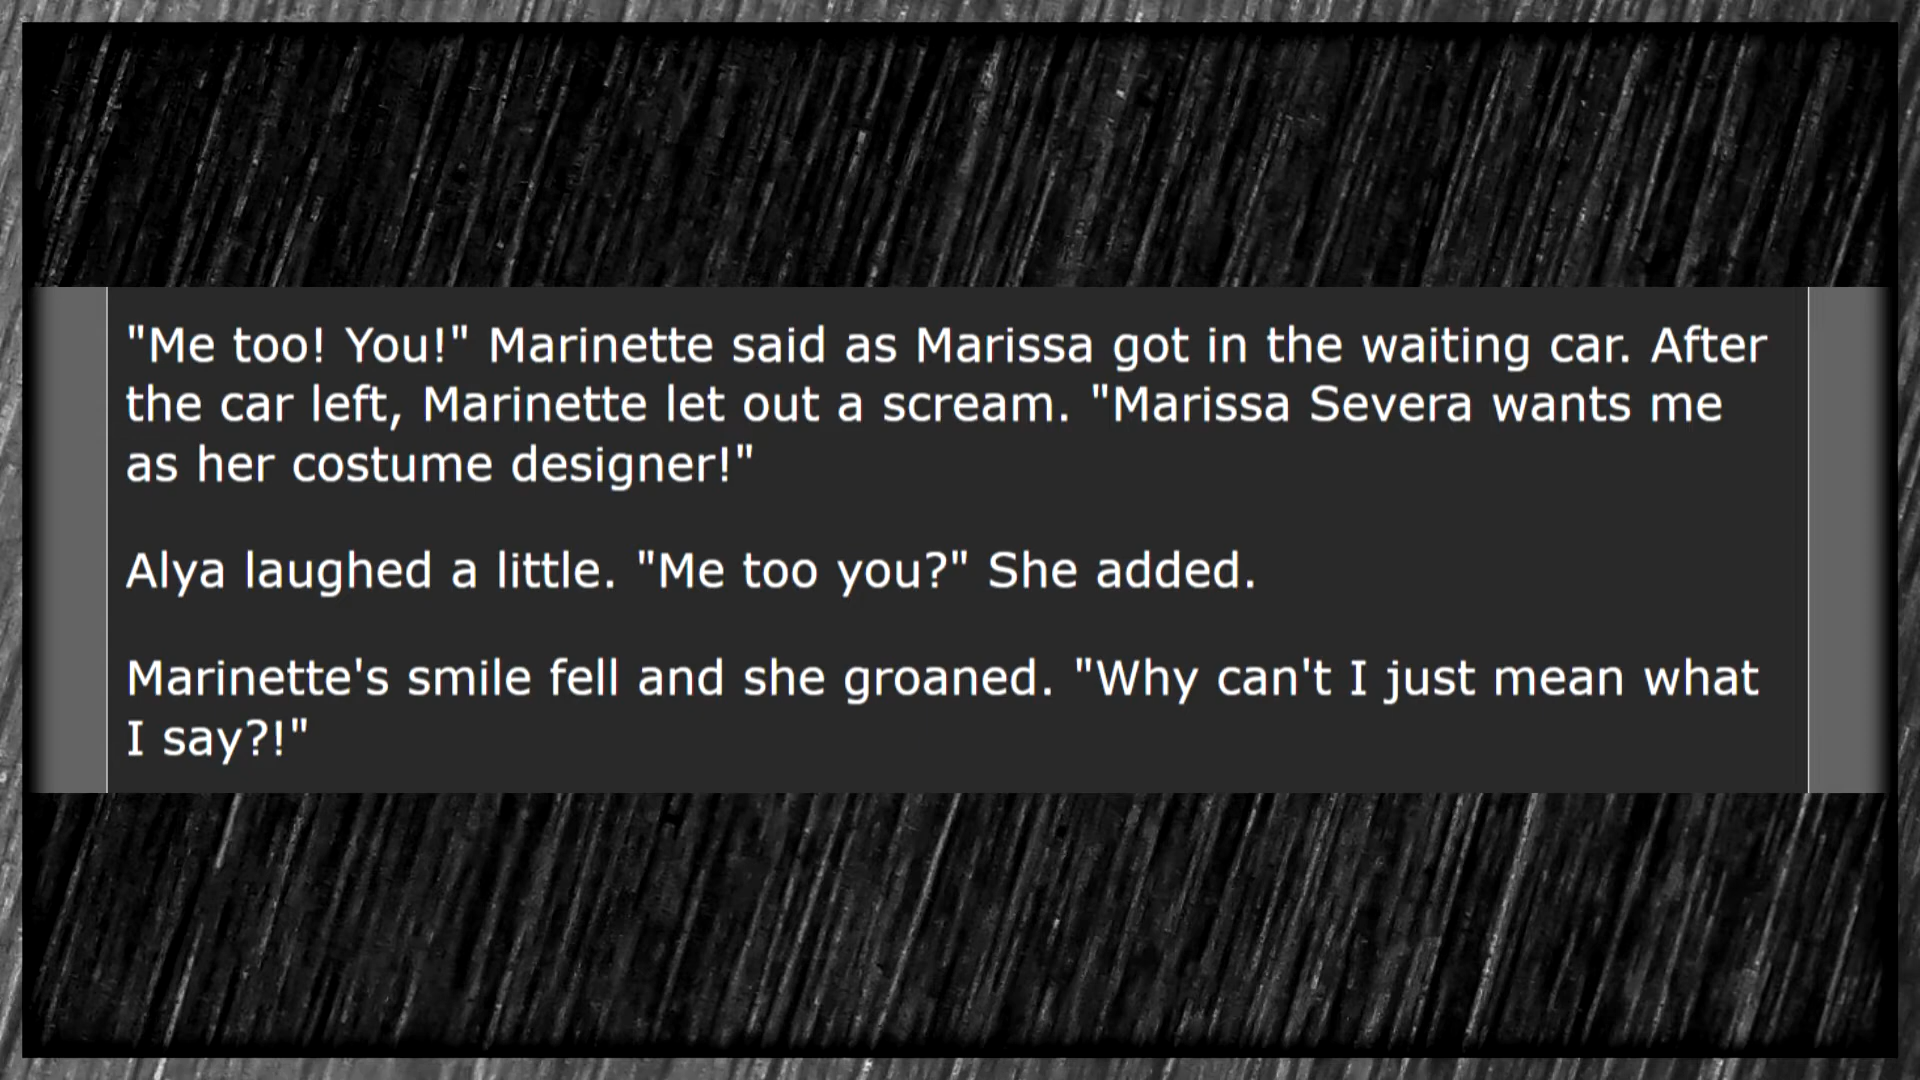 "Me too! You!" Marinette said as Marissa got in the waiting car. After
the car left, Marinette let out a scream. "Marissa Severa wants me
as her costume designer!"
Alya laughed a little. "Me too you?" She added.
Marinette's smile fell and she groaned. "Why can't I just mean what
I say?!"